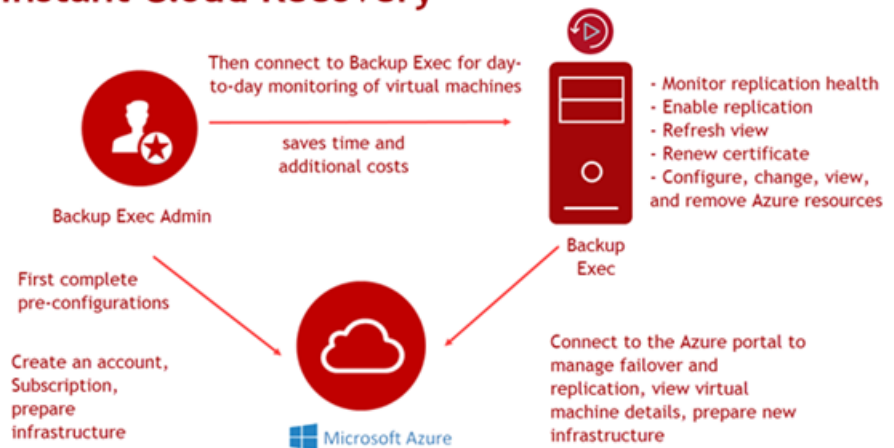 Instant Cloud Recovery
Then connect to Backup Exec for day-
to-day monitoring of virtual machines
saves time and
additional costs
- Monitor replication health
- Enable replication
- Refresh view
- Renew certificate
- Configure, change, view,
and remove Azure resources
Backup Exec Admin
Backup
Exec
First complete
pre-configurations
Create an account,
Subscription,
prepare
infrastructure
Microsoft Azure
Connect to the Azure portal to
manage failover and
replication, view virtual
machine details, prepare new
infrastructure